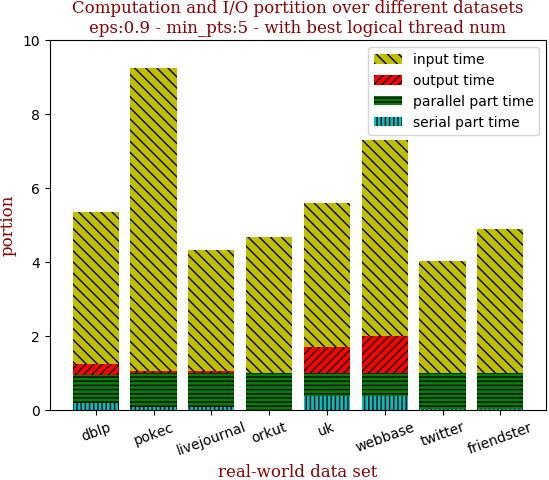 Computation and I/O portition over different datasets
eps:0.9 - min_pts:5 - with best logical thread num
input time
output time
parallel part time
serial part time
10
8
6
4
2
0
portion
dblp
pokec
livejournal
orkut
uk
webbase
twitter
friendster
real-world data set